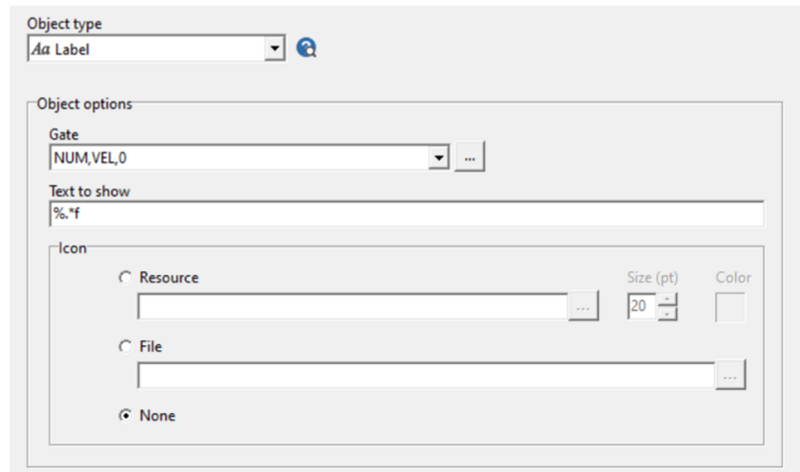 Object type
Aa Label
Object options
Gate
NUM,VEL,0
...
Text to show
%.*f
Icon
Resource
Size (pt)
Color
...
20
File
...
None